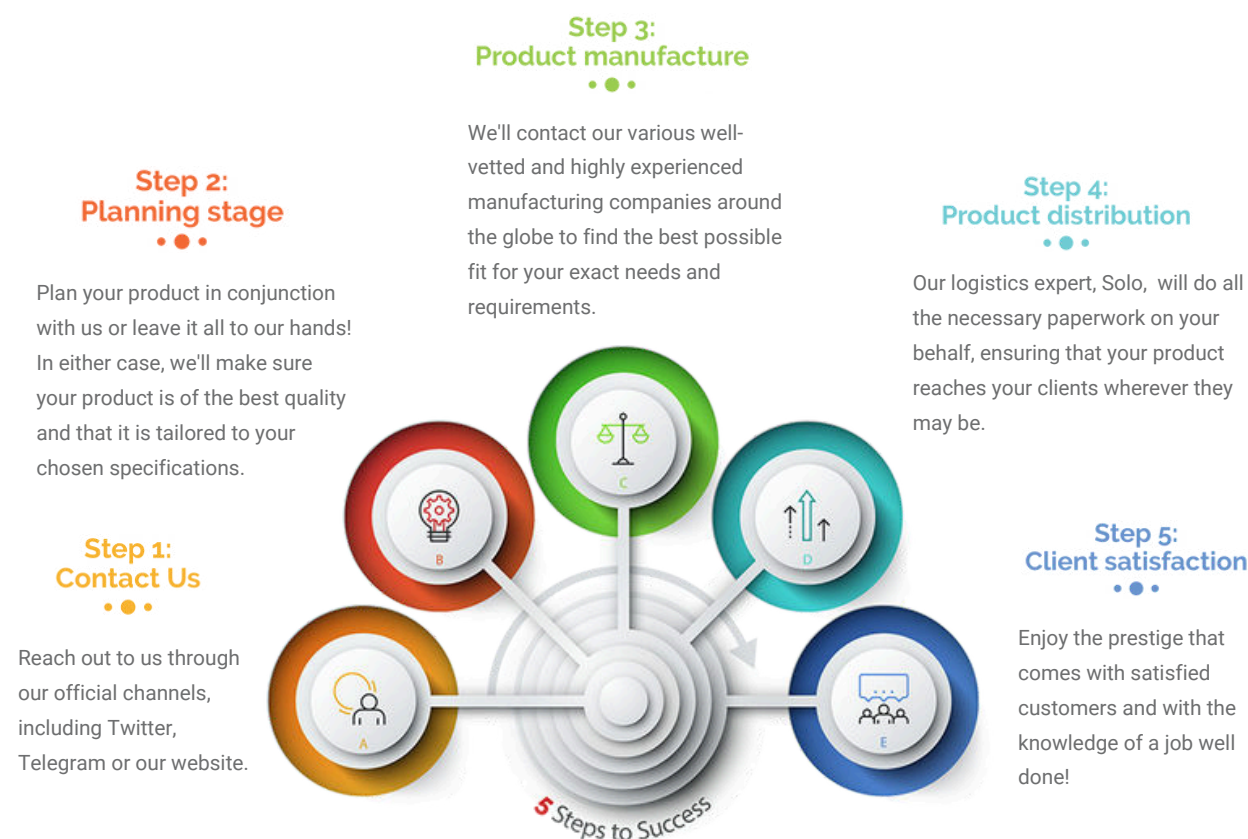 Step 1:
Contact Us
Reach out to us through
our official channels,
including Twitter,
Telegram or our website.
Step 2:
Planning stage
Plan your product in conjunction
with us or leave it all to our hands!
In either case, we'll make sure
your product is of the best quality
and that it is tailored to your
chosen specifications.
Step 3:
Product manufacture
We'll contact our various well-
vetted and highly experienced
manufacturing companies around
the globe to find the best possible
fit for your exact needs and
requirements.
Step 4:
Product distribution
Our logistics expert, Solo,  will do all
the necessary paperwork on your
behalf, ensuring that your product
reaches your clients wherever they
may be.
Step 5:
Client satisfaction
Enjoy the prestige that
comes with satisfied
customers and with the
knowledge of a job well
done!
A
B
C
D
E
5 Steps to Success